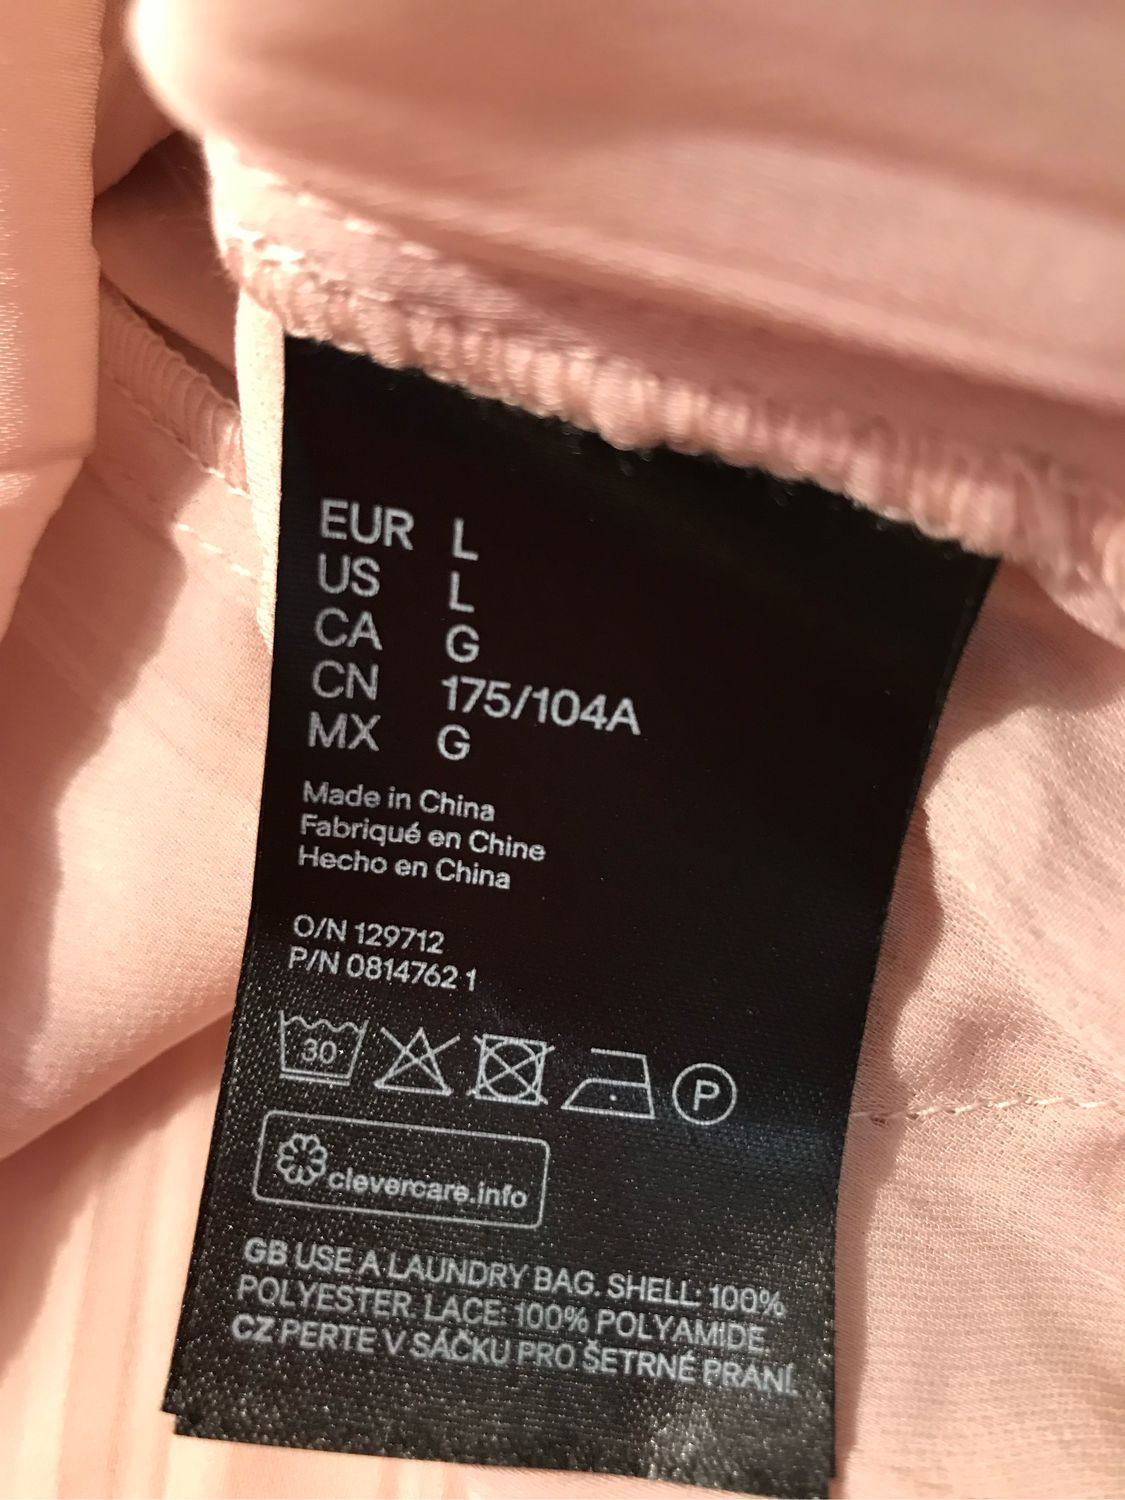 EUR L
US L
CA G
CN 175/104A
MX G
Made in China
Fabriqué en Chine
Hecho en China
O/N 129712
P/N 0814762 1
30
P
clevercare.info
GB USE A LAUNDRY BAG. SHELL: 100%
POLYESTER. LACE: 100% POLYAMIDE.
CZ PERTE V SÁČKU PRO ŠETRNÉ PRANÍ.